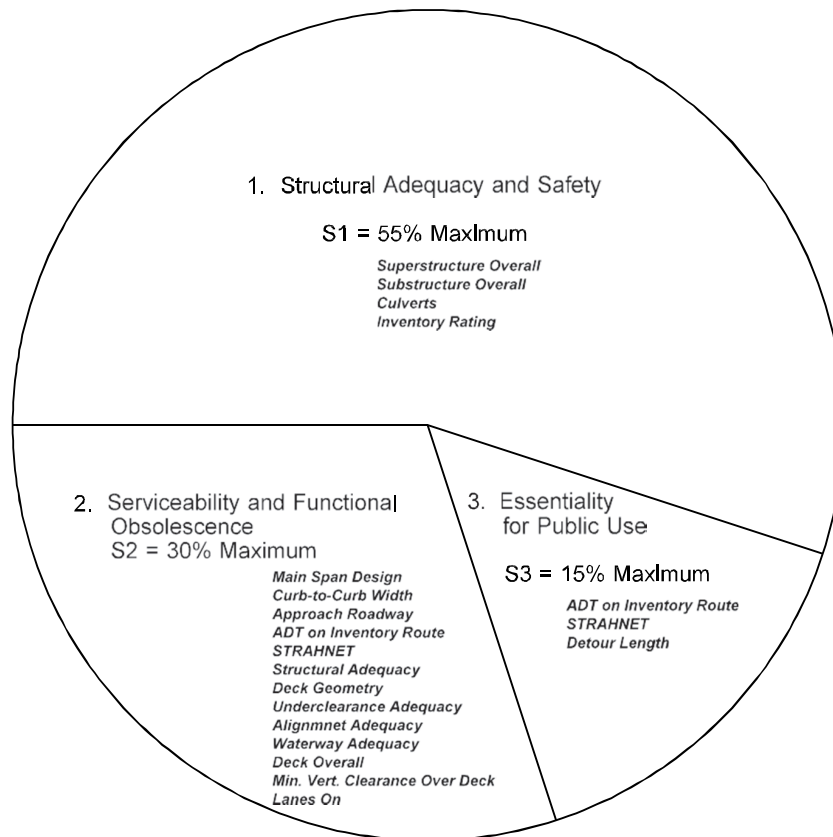 1. Structural Adequacy and Safety
S1 = 55% Maximum
Superstructure Overall
Substructure Overall
Culverts
Inventory Rating
2. Serviceability and Functional
Obsolescence
S2 = 30% Maximum
Main Span Design
Curb-to-Curb Width
Approach Roadway
ADT on Inventory Route
STRAHNET
Structural Adequacy
Deck Geometry
Underclearance Adequacy
Alignmnet Adequacy
Waterway Adequacy
Deck Overall
Min. Vert. Clearance Over Deck
Lanes On
3. Essentiality
for Public Use
S3 = 15% Maximum
ADT on Inventory Route
STRAHNET
Detour Length